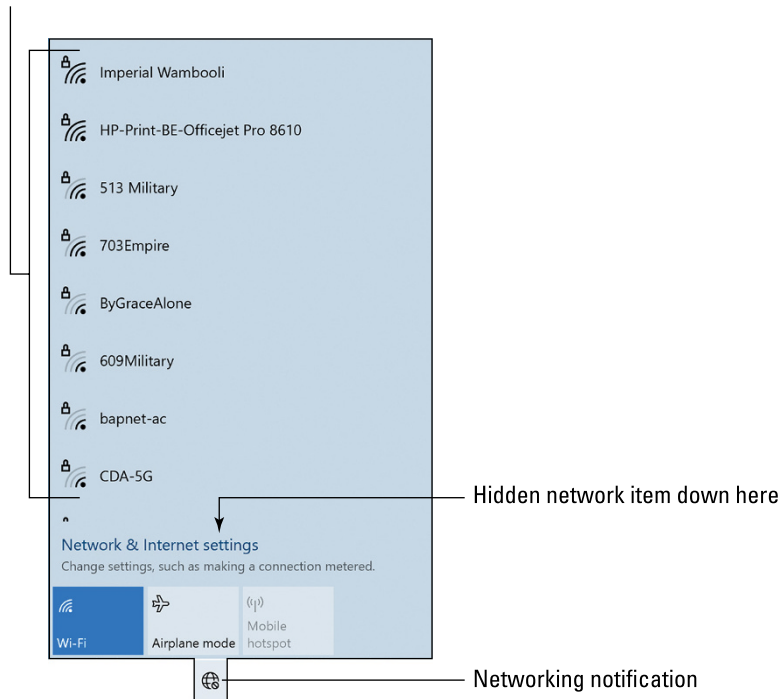 Imperial Wambooli
HP-Print-BE-Officejet Pro 8610
513 Military
703Empire
ByGraceAlone
609Military
bapnet-ac
CDA-5G
Hidden network item down here
Network & Internet settings
Change settings, such as making a connection metered.
Wi-Fi
Airplane mode
Mobile
hotspot
Networking notification